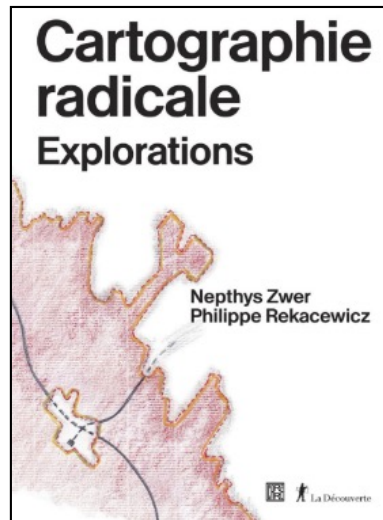 Cartographie
radicale
Explorations
Nepthys Zwer
Philippe Rekacewicz
La Découverte